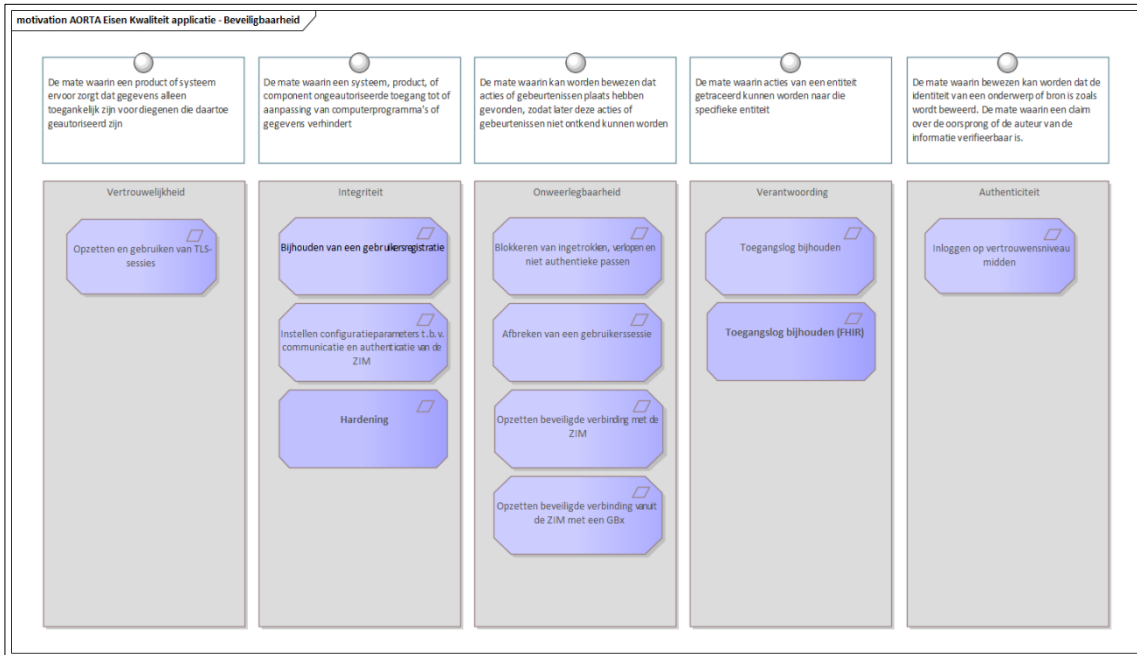 motivation AORTA Eisen Kwaliteit applicatie - Beveiligbaarheid
De mate waarin een product of systeem
ervoor zorgt dat gegevens alleen
toegankelijk zijn voor diegenen die daartoe
geautoriseerd zijn
De mate waarin een systeem, product, of
component ongeautoriseerde toegang tot of
aanpassing van computerprogramma's of
gegevens verhindert
De mate waarin kan worden bewezen dat
acties of gebeurtenissen plaats hebben
gevonden, zodat later deze acties of
gebeurtenissen niet ontkend kunnen worden
De mate waarin acties van een entiteit
getraceerd kunnen worden naar die
specifieke entiteit
De mate waarin bewezen kan worden dat de
identiteit van een onderwerp of bron is zoals
wordt beweerd. De mate waarin een claim
over de oorsprong of de auteur van de
informatie verifieerbaar is.
Vertrouwelijkheid
Opzetten en gebruiken van TLS-
sessies
Integriteit
Bijhouden van een gebruikersregistratie
Instellen configuratieparameters t.b.v.
communicatie en authenticatie van de
ZIM
Hardening
Onweerlegbaarheid
Blokkeren van ingetrokken, verlopen en
niet authentieke passen
Afbreken van een gebruikerssessie
Opzetten beveiligde verbinding met de
ZIM
Opzetten beveiligde verbinding vanuit
de ZIM met een GBx
Verantwoording
Toegangslog bijhouden
Toegangslog bijhouden (FHIR)
Authenticiteit
Inloggen op vertrouwensniveau
midden